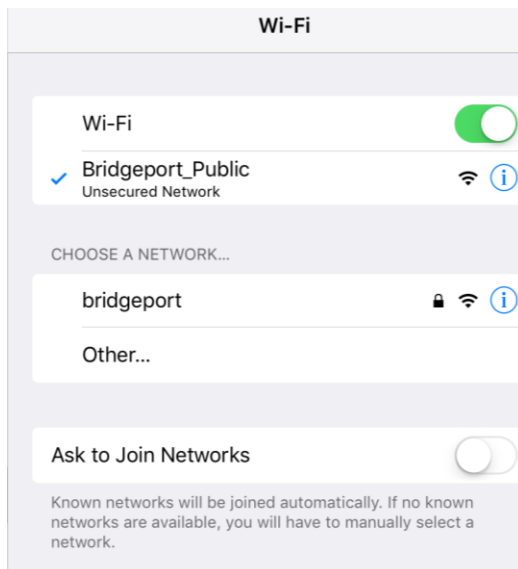 Wi-Fi
Wi-Fi
Bridgeport_Public
Unsecured Network
CHOOSE A NETWORK...
bridgeport
Other...
Ask to Join Networks
Known networks will be joined automatically. If no known
networks are available, you will have to manually select a
network.